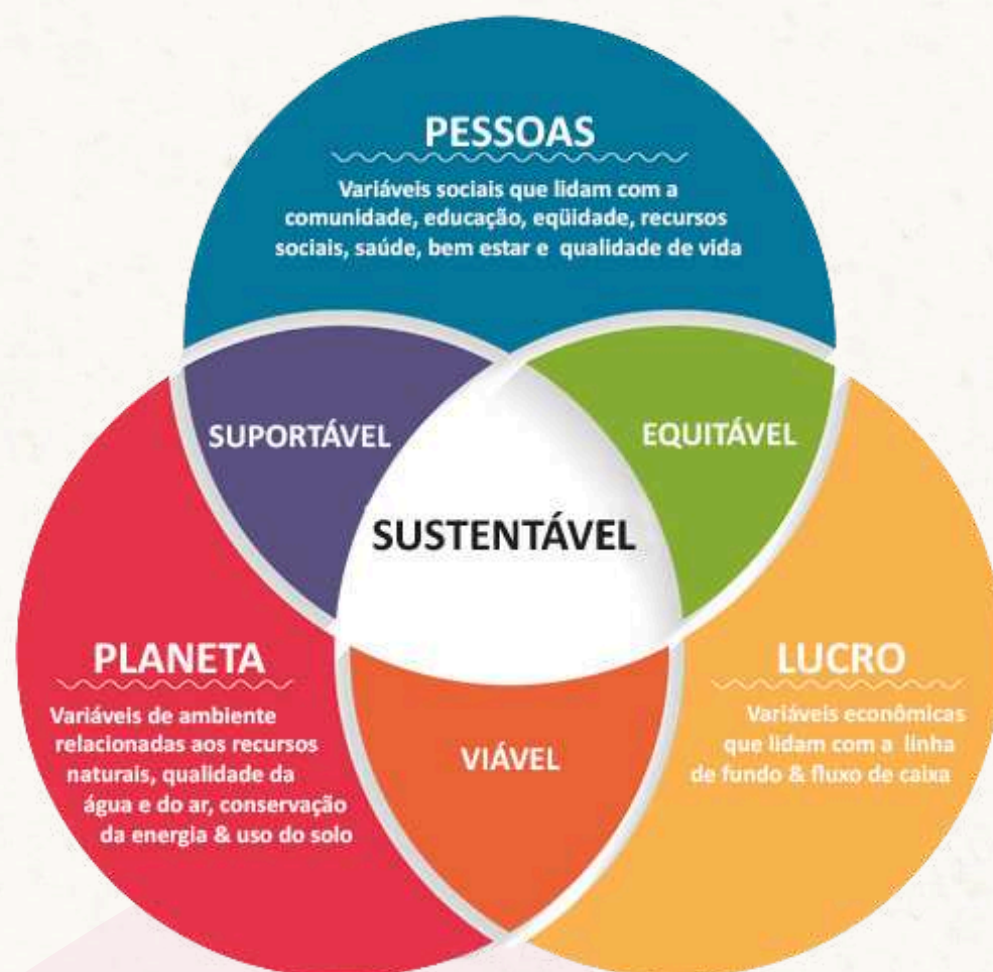 PESSOAS
Variáveis sociais que lidam com a
comunidade, educação, eqüidade, recursos
sociais, saúde, bem estar e qualidade de vida
SUPORTÁVEL
EQUITÁVEL
SUSTENTÁVEL
PLANETA
Variáveis de ambiente
relacionadas aos recursos
naturais, qualidade da
água e do ar, conservação
da energia & uso do solo
LUCRO
Variáveis econômicas
que lidam com a linha
de fundo & fluxo de caixa
VIÁVEL